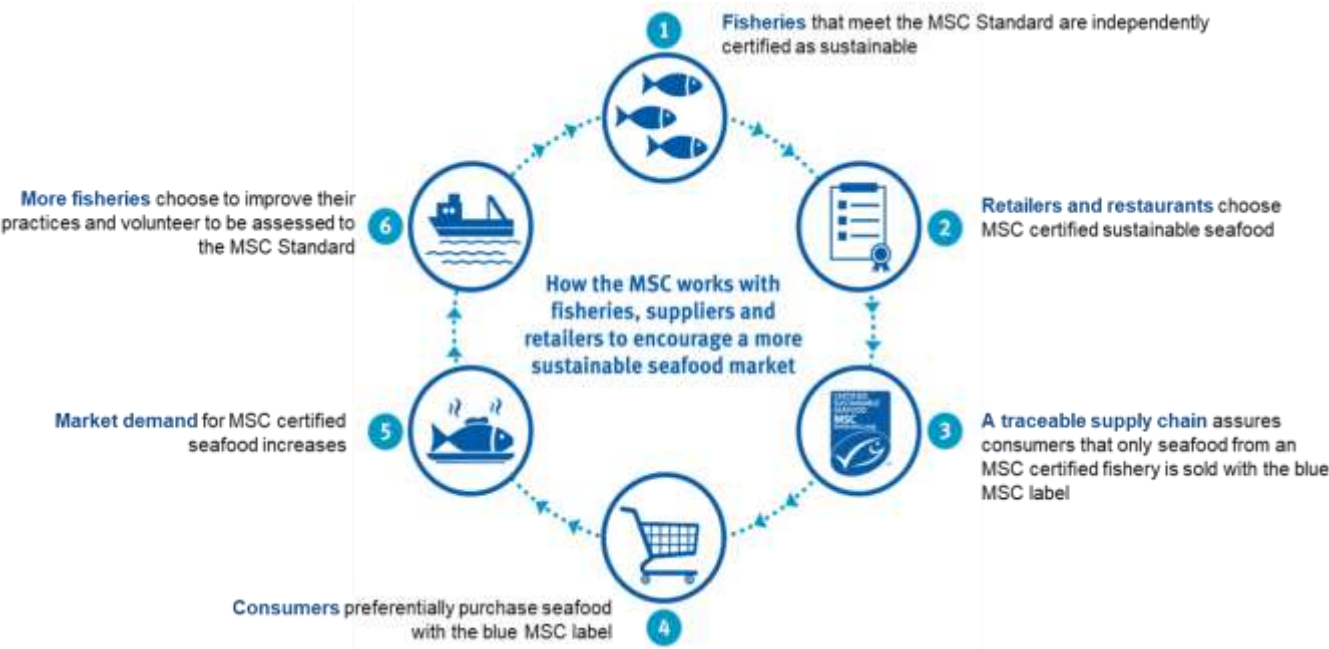 1
Fisheries that meet the MSC Standard are independently
certified as sustainable
2
Retailers and restaurants choose
MSC certified sustainable seafood
3
A traceable supply chain assures
consumers that only seafood from an
MSC certified fishery is sold with the blue
MSC label
CERTIFIED
SUSTAINABLE
SEAFOOD
MSC
4
Consumers preferentially purchase seafood
with the blue MSC label
5
Market demand for MSC certified
seafood increases
6
More fisheries choose to improve their
practices and volunteer to be assessed to
the MSC Standard
How the MSC works with
fisheries, suppliers and
retailers to encourage a more
sustainable seafood market